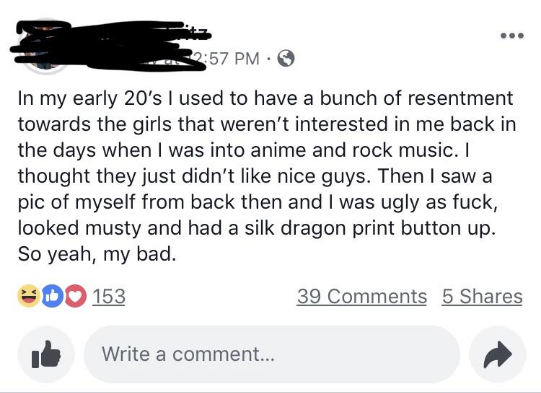 2:57 PM
In my early 20's I used to have a bunch of resentment
towards the girls that weren't interested in me back in
the days when I was into anime and rock music. I
thought they just didn't like nice guys. Then I saw a
pic of myself from back then and I was ugly as fuck,
looked musty and had a silk dragon print button up.
So yeah, my bad.
153 39 Comments 5 Shares
Write a comment...